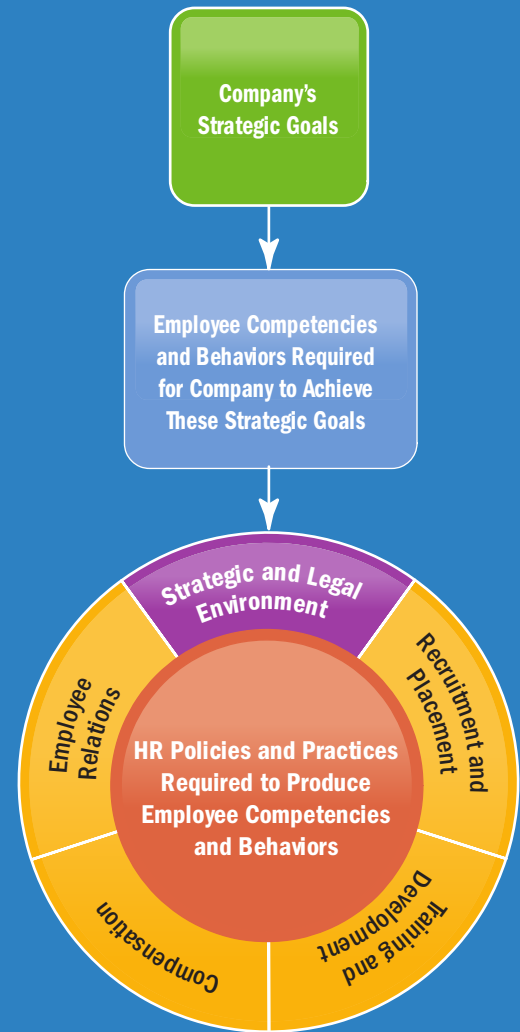 Company's
Strategic Goals
Employee Competencies
and Behaviors Required
for Company to Achieve
These Strategic Goals
Strategic and Legal
Environment
Recruitment and
Placement
Training and
Development
Compensation
Employee
Relations
HR Policies and Practices
Required to Produce
Employee Competencies
and Behaviors